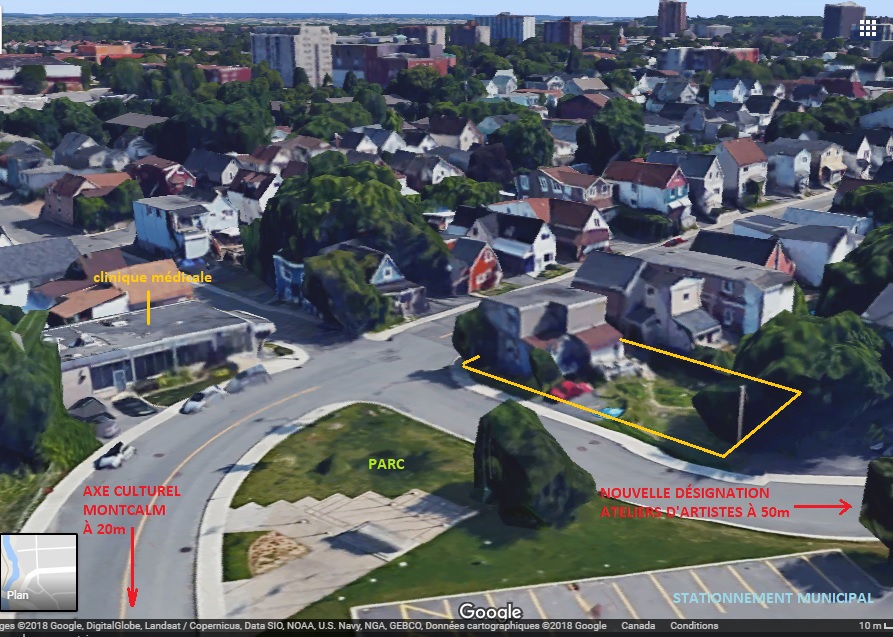 clinique médicale
PARC
AXE CULTUREL
MONTCALM
À 20m
NOUVELLE DÉSIGNATION
ATELIERS D'ARTISTES À 50m
STATIONNEMENT MUNICIPAL
Plan
Google
ges ©2018 Google, DigitalGlobe, Landsat / Copernicus, Data SIO, NOAA, U.S. Navy, NGA, GEBCO, Données cartographiques ©2018 Google Canada Conditions 10 m